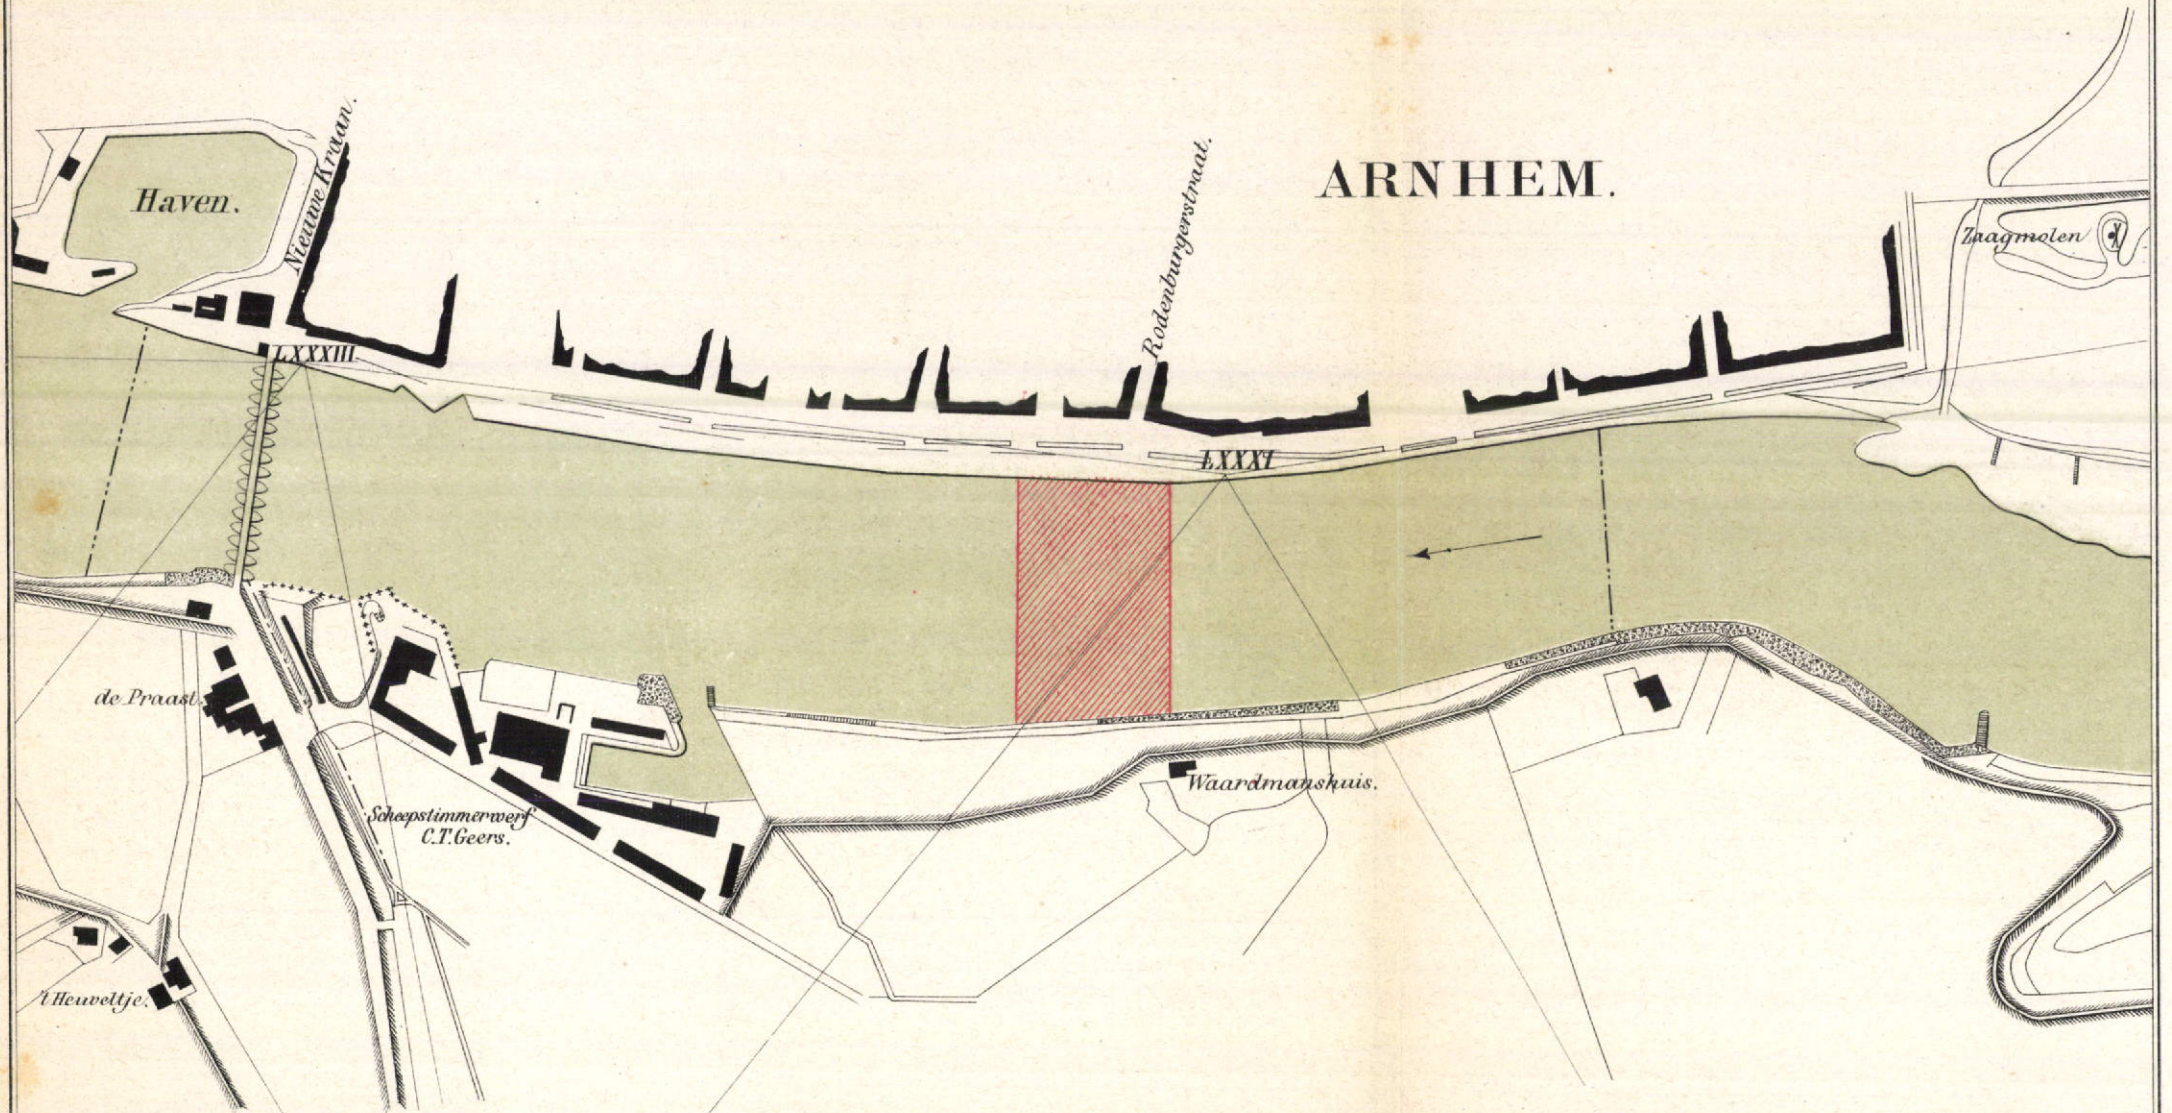 ARNHEM.
Haven.
Nieuwe Kraan.
Rodenburgerstraat.
Zaagmolen
LXXXIII
LXXXI
de Praast.
Waardmanshuis.
Scheepstimmerwerf
C.T. Geers.
't Heuveltje.